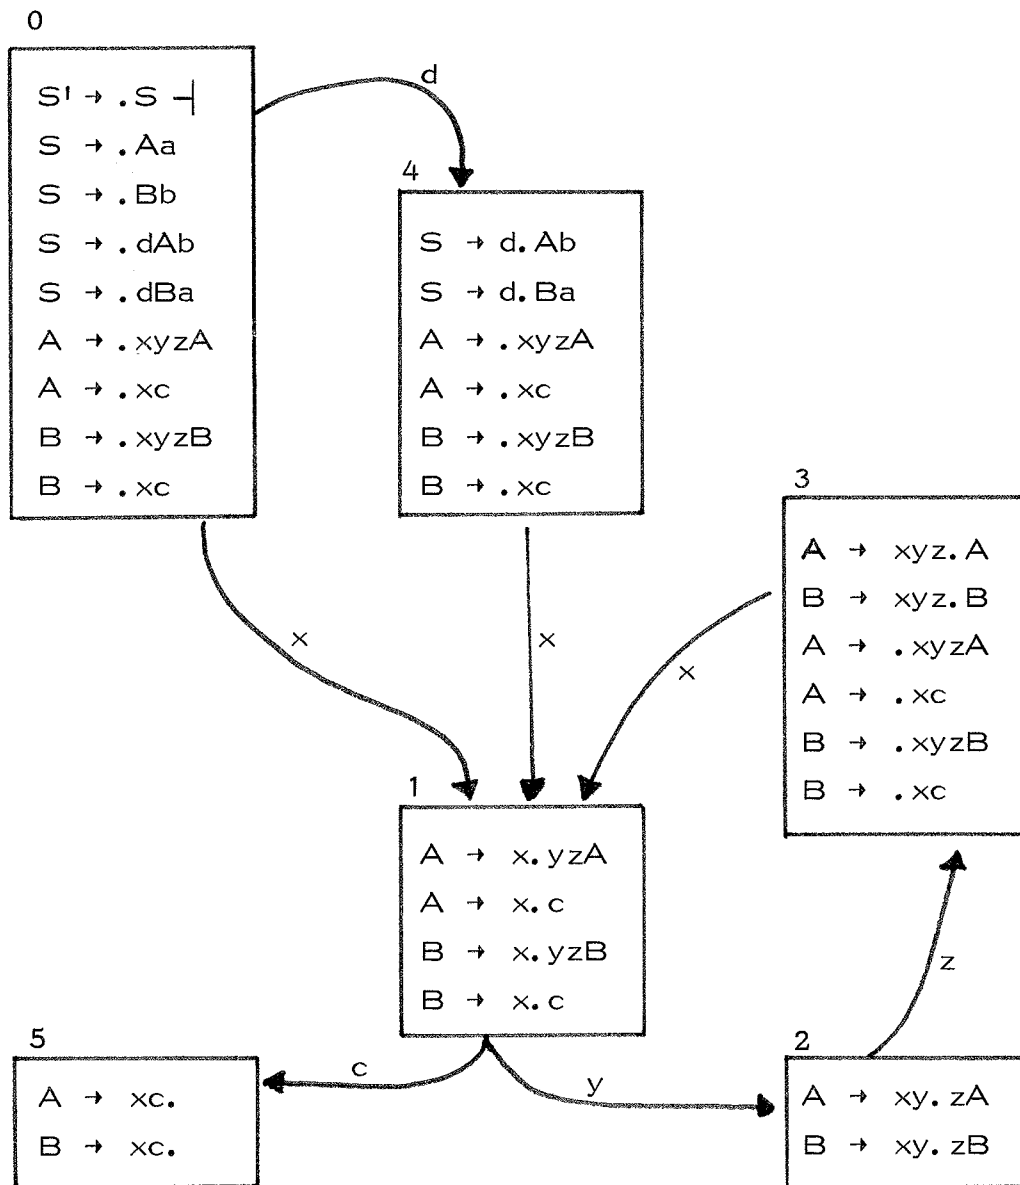 0
S' → .S ⊣
S → .Aa
S → .Bb
S → .dAb
S → .dBa
A → .xyzA
A → .xc
B → .xyzB
B → .xc
d
4
S → d.Ab
S → d.Ba
A → .xyzA
A → .xc
B → .xyzB
B → .xc
x
x
x
3
A → xyz.A
B → xyz.B
A → .xyzA
A → .xc
B → .xyzB
B → .xc
1
A → x.yzA
A → x.c
B → x.yzB
B → x.c
c
y
z
5
A → xc.
B → xc.
2
A → xy.zA
B → xy.zB